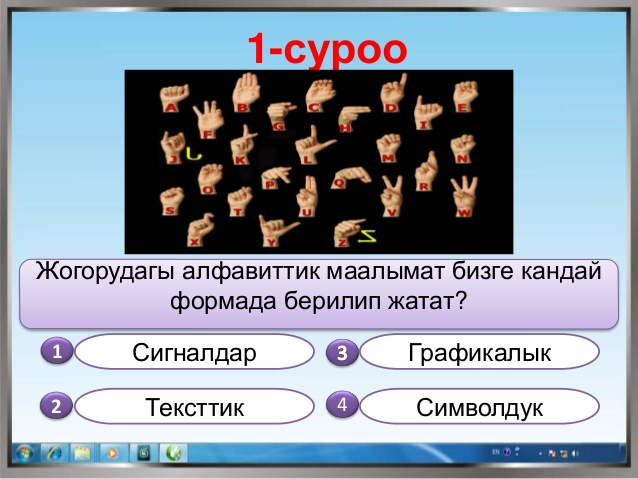 1-суроо
A B C D E
F G H I
J K L M N
O P Q R
S T U V W
X Y Z
Жогорудагы алфавиттик маалымат бизге кандай
формада берилип жатат?
1 Сигналдар
3 Графикалык
2 Тексттик
4 Символдук
EN